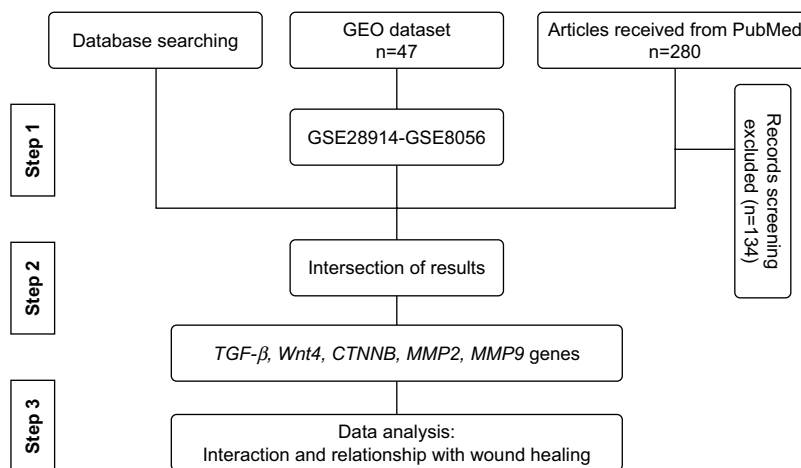 Database searching
GEO dataset
n=47
Articles received from PubMed
n=280
Step 1
GSE28914-GSE8056
Records screening
excluded (n=134)
Step 2
Intersection of results
TGF-β, Wnt4, CTNNB, MMP2, MMP9 genes
Step 3
Data analysis:
Interaction and relationship with wound healing